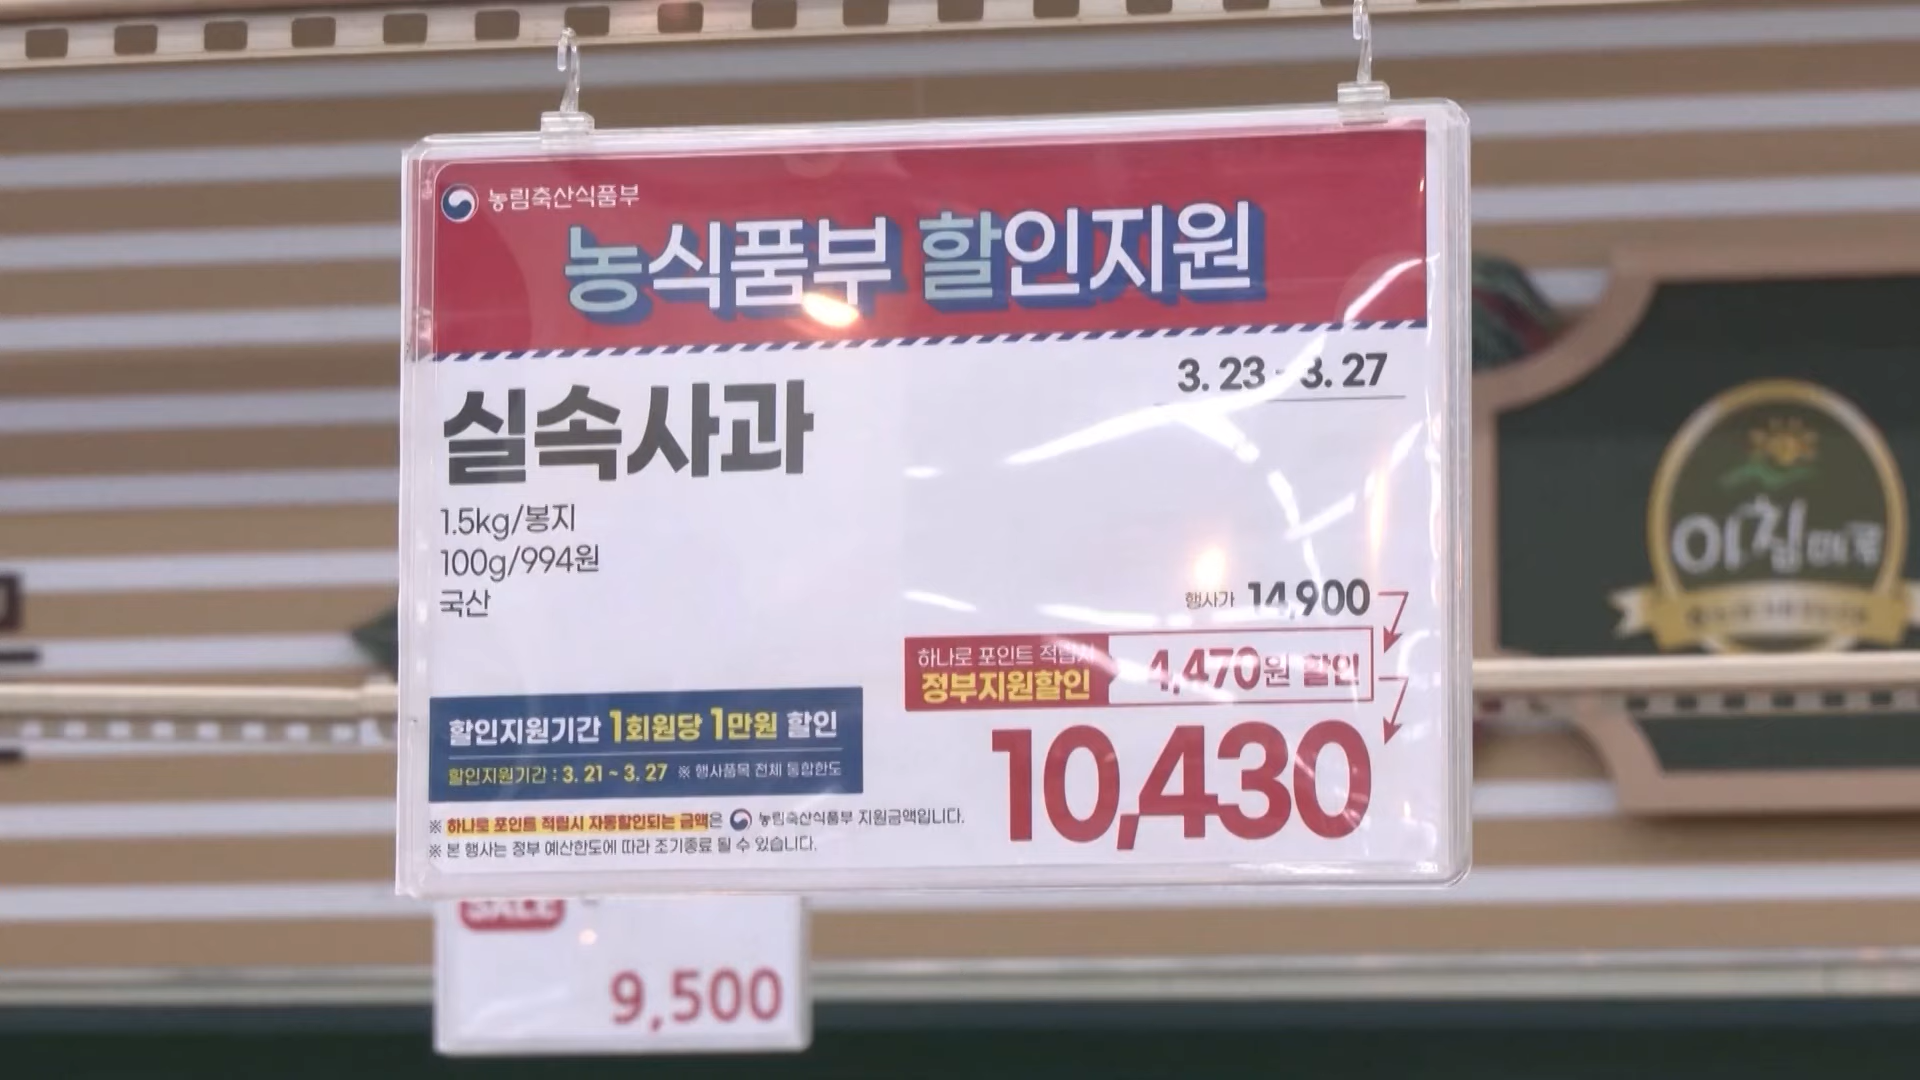 농림축산식품부
농식품부 할인지원
3. 23 - 3. 27
실속사과
1.5kg/봉지
100g/994원
국산
행사가 14,900
하나로 포인트 적립시
정부지원할인
4,470원 할인
10,430
할인지원기간 1회원당 1만원 할인
할인지원기간 : 3. 21 ~ 3. 27 ※ 행사품목 전체 통합한도
※ 하나로 포인트 적립시 자동할인되는 금액은 농림축산식품부 지원금액입니다.
※ 본 행사는 정부 예산한도에 따라 조기종료 될 수 있습니다.
아침마루
SALE
9,500